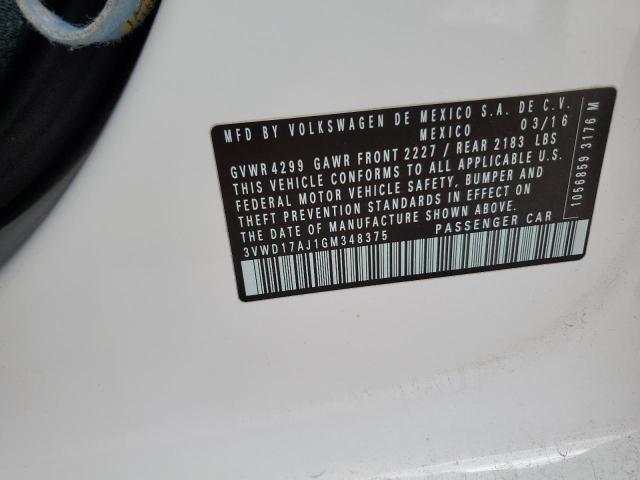 MFD BY VOLKSWAGEN DE MEXICO S.A. DE C.V.
MEXICO 03/16
GVWR 4299 GAWR FRONT 2227 / REAR 2183 LBS
THIS VEHICLE CONFORMS TO ALL APPLICABLE U.S.
FEDERAL MOTOR VEHICLE SAFETY, BUMPER AND
THEFT PREVENTION STANDARDS IN EFFECT ON
THE DATE OF MANUFACTURE SHOWN ABOVE.
3VWD17AJ1GM348375 PASSENGER CAR
1056859 3176 M